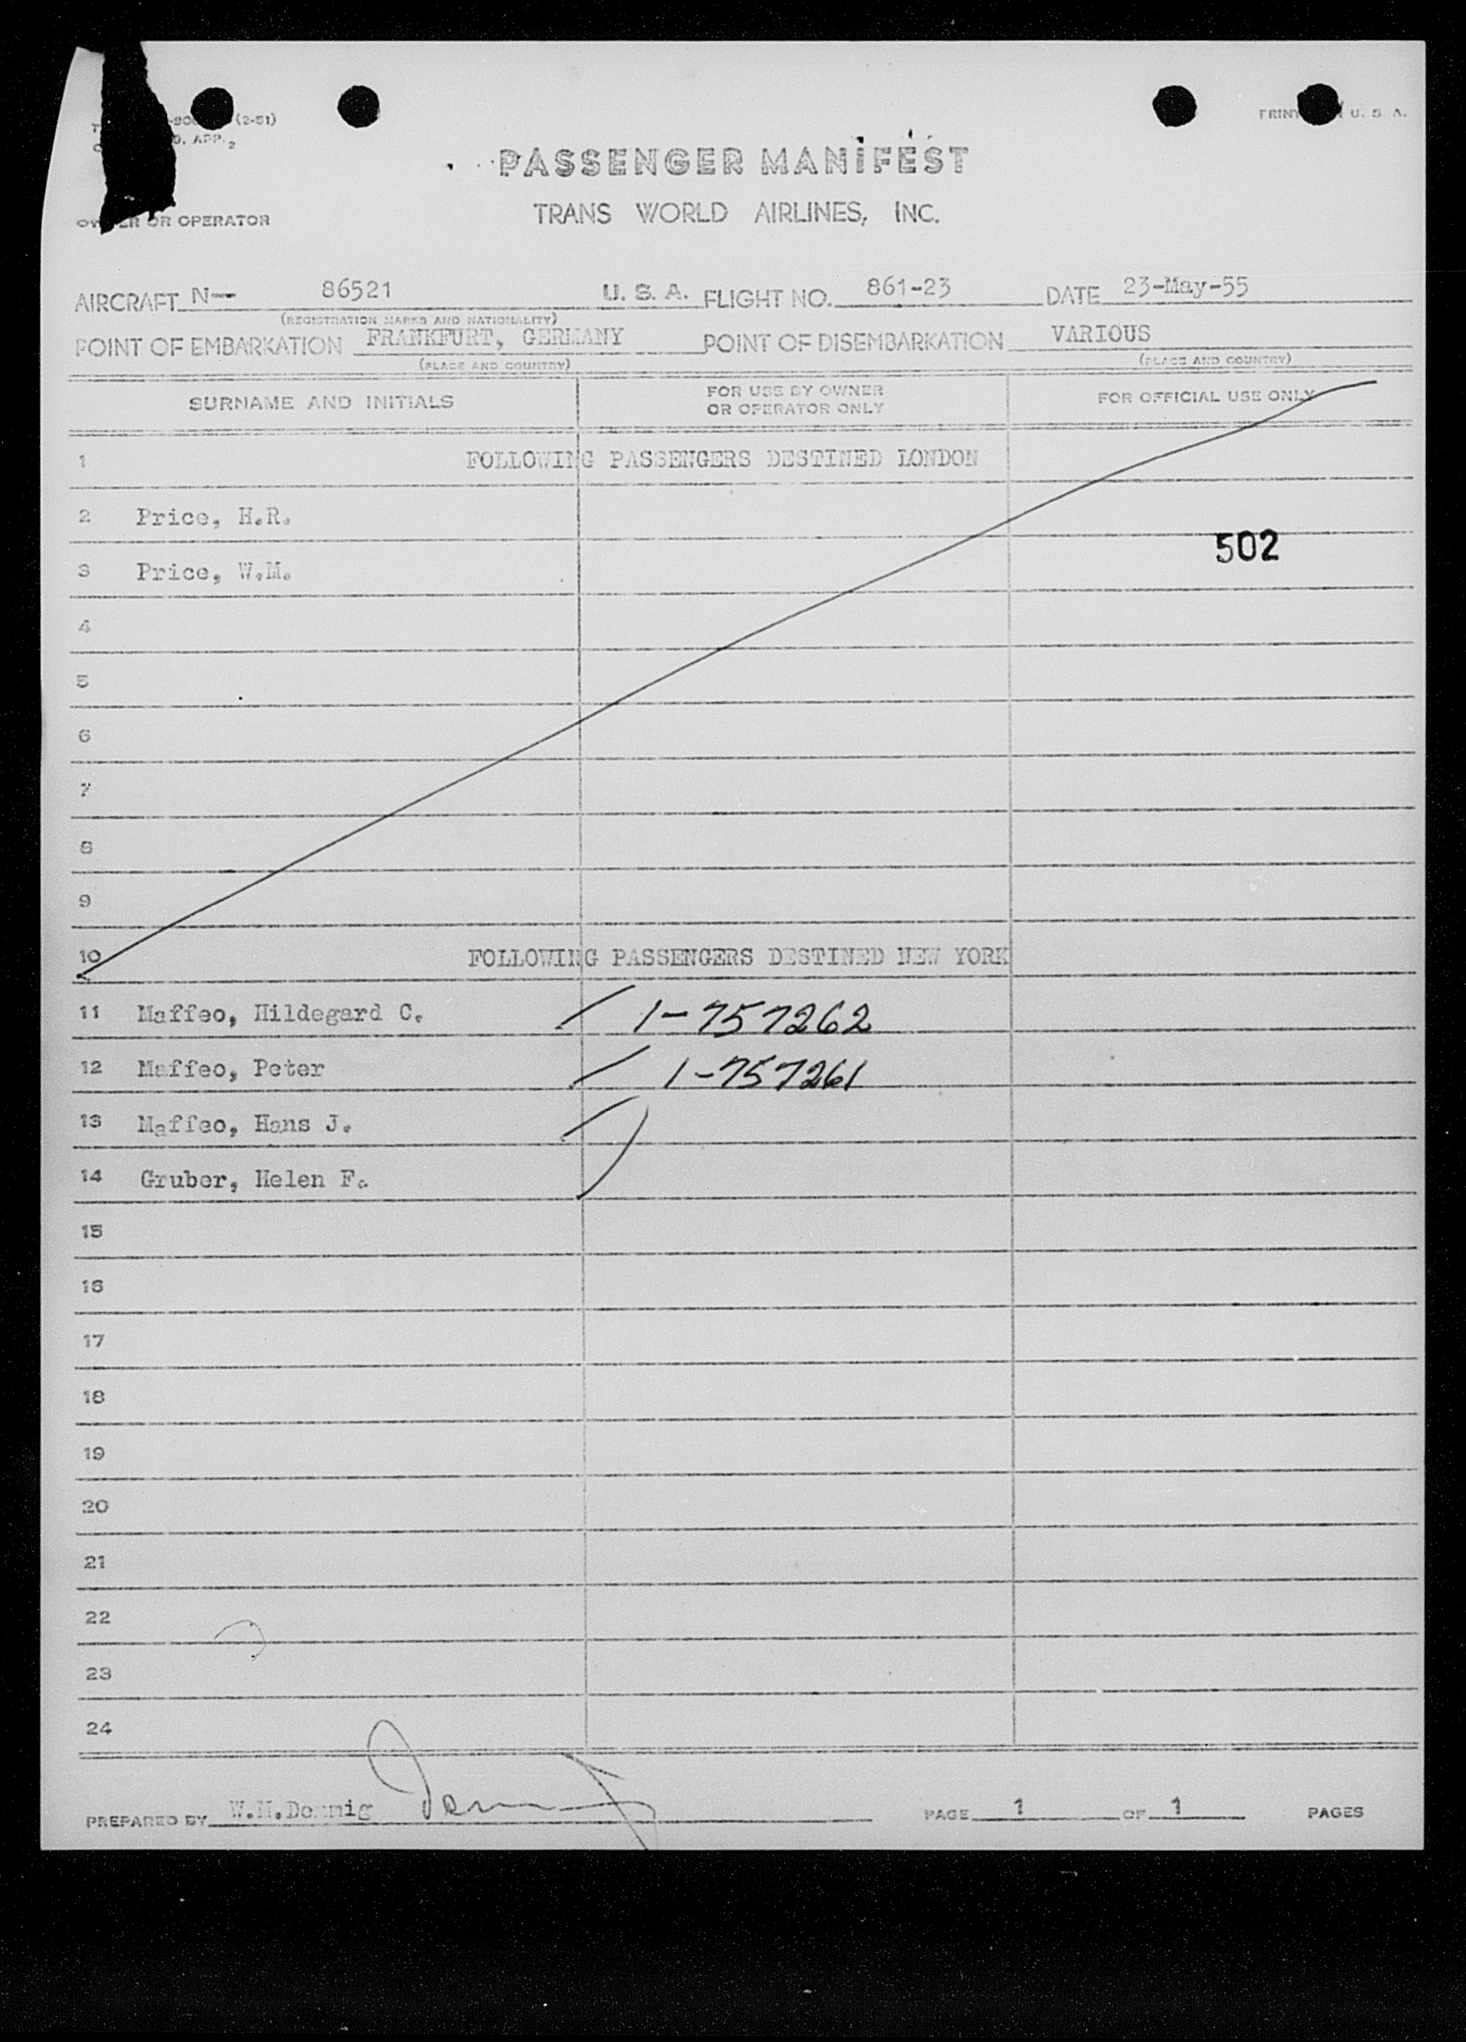 (2-51)
PRINT U. S. A.
APP. 2
PASSENGER MANIFEST
OR OPERATOR
TRANS WORLD AIRLINES, INC.
AIRCRAFT N-- 86521 U. S. A. FLIGHT NO. 861-23 DATE 23-May-55
(REGISTRATION MARKS AND NATIONALITY)
POINT OF EMBARKATION FRANKFURT, GERMANY POINT OF DISEMBARKATION VARIOUS
(PLACE AND COUNTRY) (PLACE AND COUNTRY)
SURNAME AND INITIALS FOR USE BY OWNER OR OPERATOR ONLY FOR OFFICIAL USE ONLY
1 FOLLOWING PASSENGERS DESTINED LONDON
2 Price, H.R.
502
3 Price, W.M.
4
5
6
7
8
9
10 FOLLOWING PASSENGERS DESTINED NEW YORK
11 Maffeo, Hildegard C. / 1-757262
12 Maffeo, Peter / 1-757261
13 Maffeo, Hans J. /
14 Gruber, Helen F. /
15
16
17
18
19
20
21
22
23
24
PREPARED BY W.M. PAGE 1 OF 1 PAGES